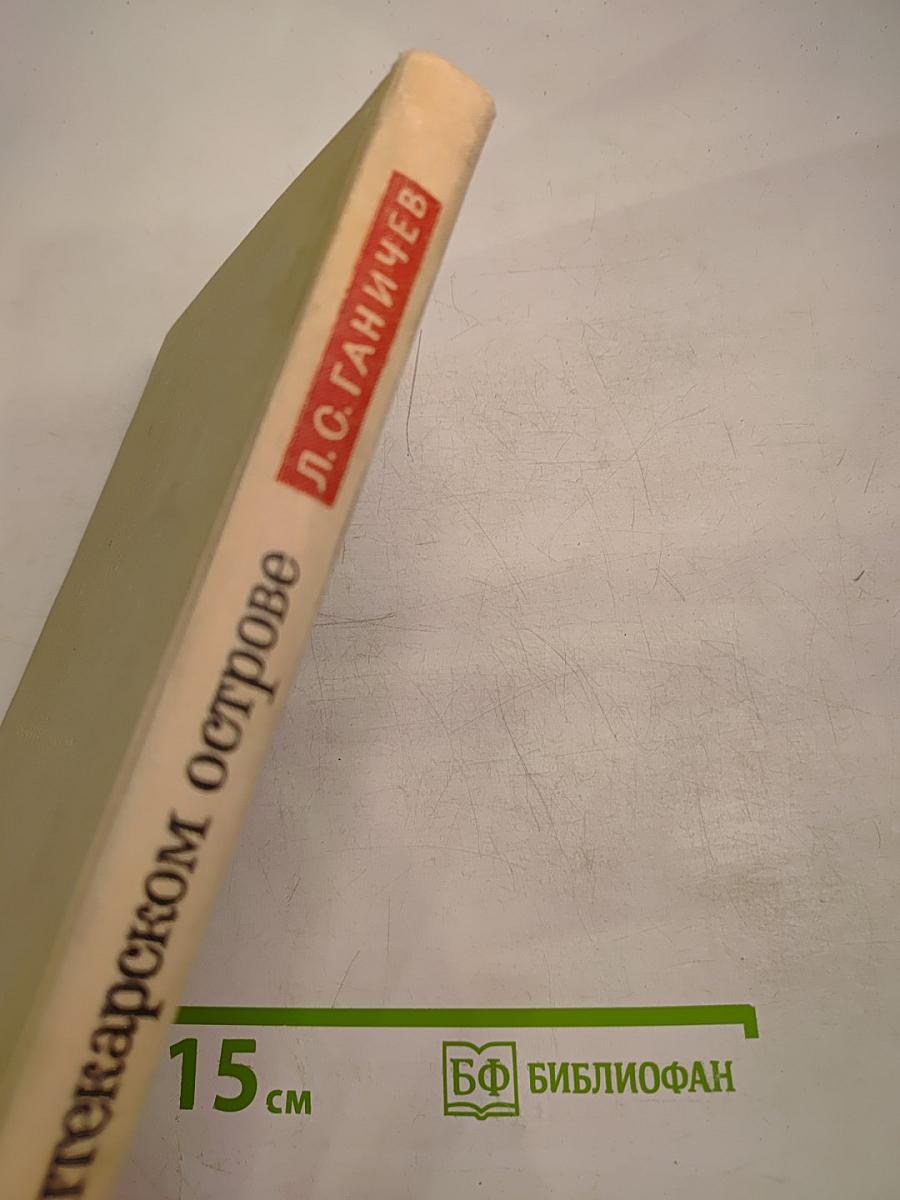 Л. С. ГАНИЧЕВ
птекарском острове
15 см
БФ БИБЛИОФАН